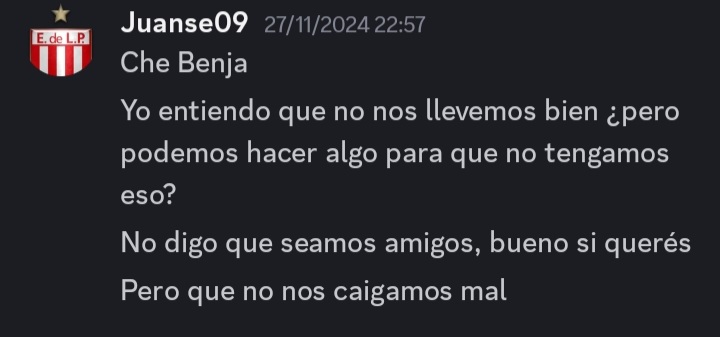 E. de L.P.
Juanse09 27/11/2024 22:57
Che Benja
Yo entiendo que no nos llevemos bien ¿pero
podemos hacer algo para que no tengamos
eso?
No digo que seamos amigos, bueno si querés
Pero que no nos caigamos mal